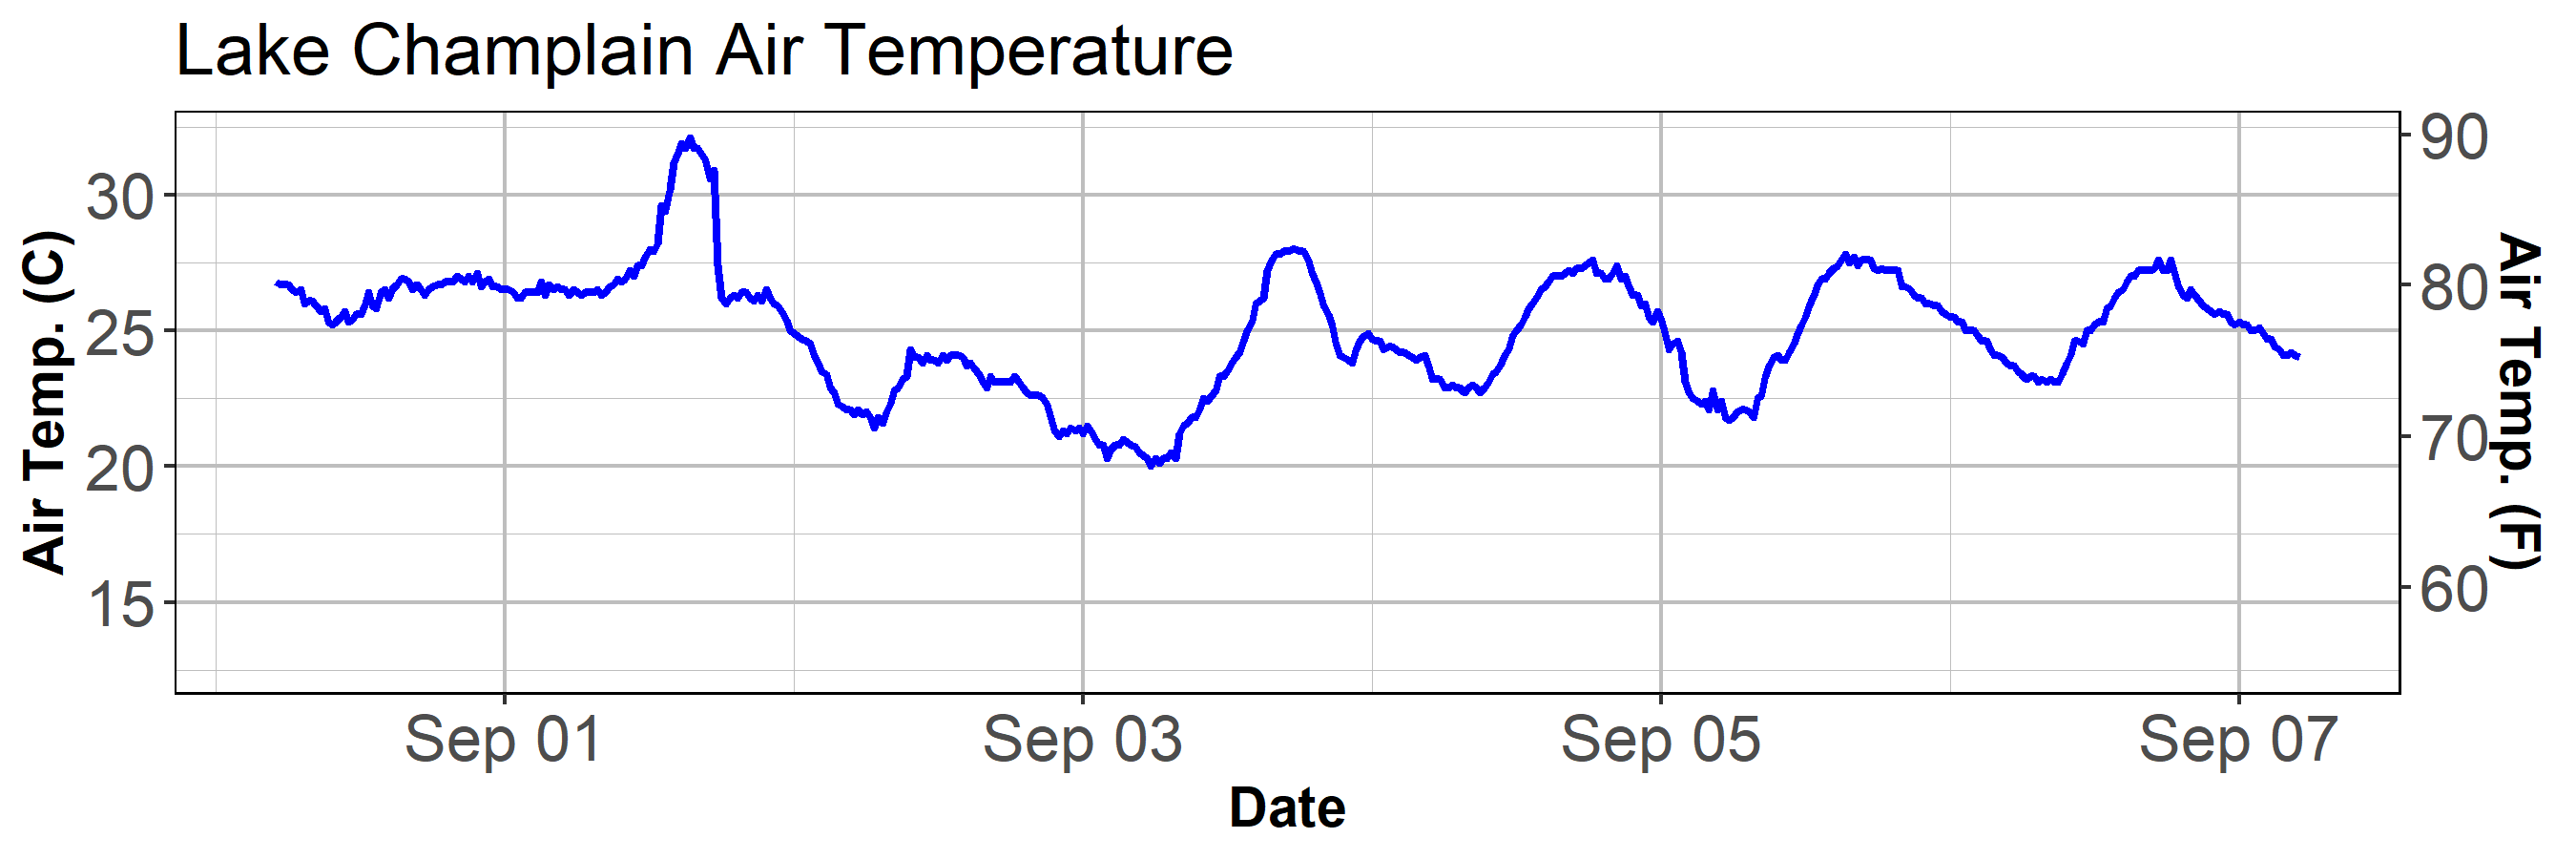 Lake Champlain Air Temperature
Air Temp. (C)
30
25
20
15
90
80
70
60
Air Temp. (F)
Sep 01
Sep 03
Sep 05
Sep 07
Date